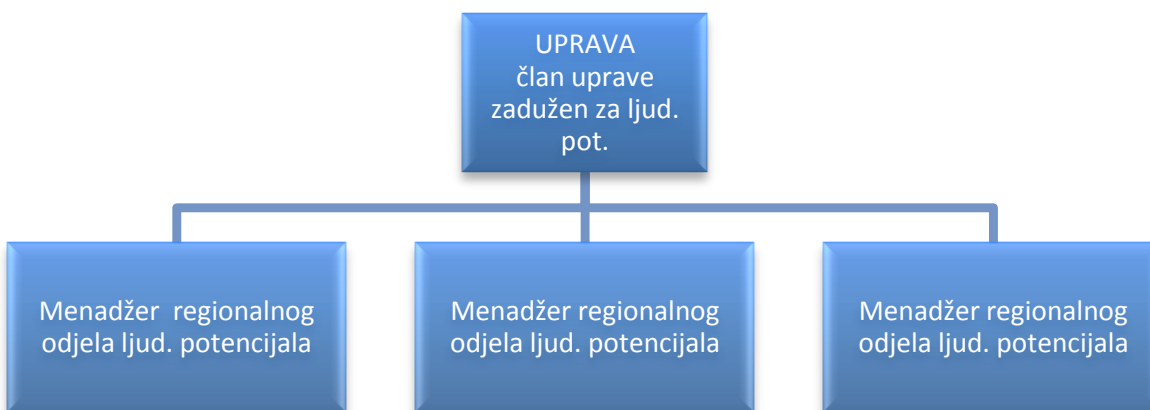 UPRAVA
član uprave
zadužen za ljud.
pot.
Menadžer  regionalnog
odjela ljud. potencijala
Menadžer regionalnog
odjela ljud. potencijala
Menadžer regionalnog
odjela ljud. potencijala